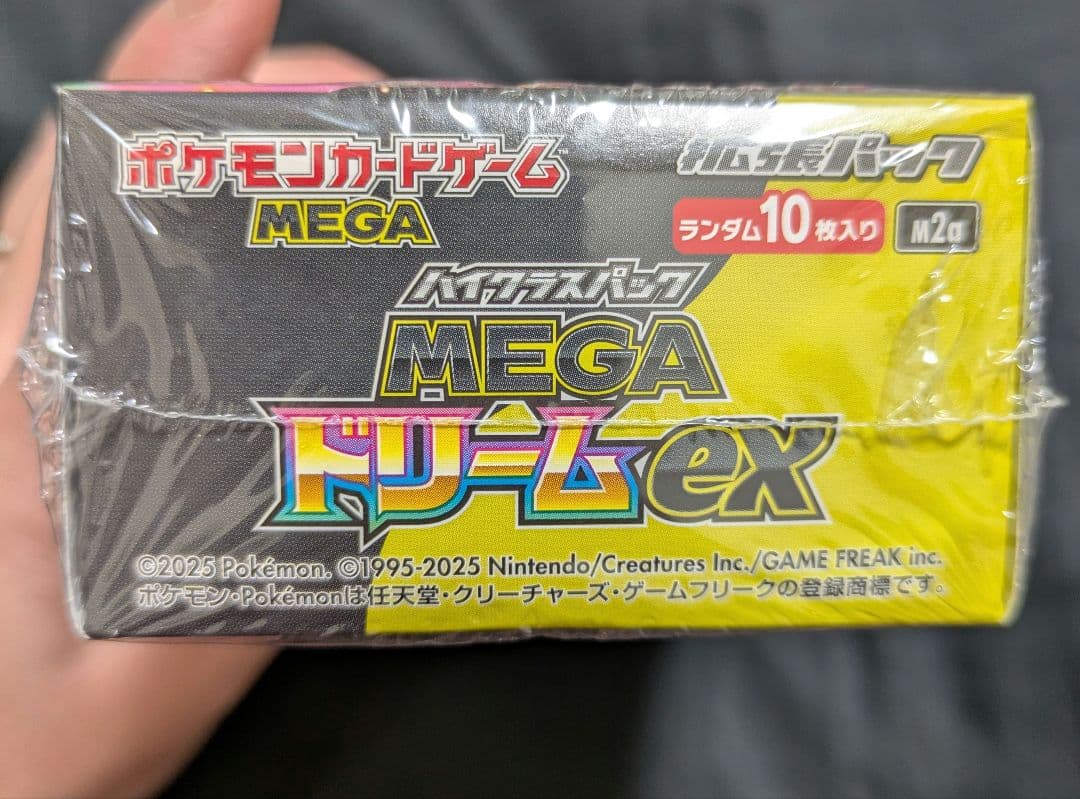 ポケモンカードゲーム™
MEGA
拡張パック
ランダム10枚入り
M2a
ハイクラスパック
MEGA
ドリームex
©2025 Pokémon. ©1995-2025 Nintendo/Creatures Inc./GAME FREAK inc.
ポケモン・Pokémonは任天堂・クリーチャーズ・ゲームフリークの登録商標です。